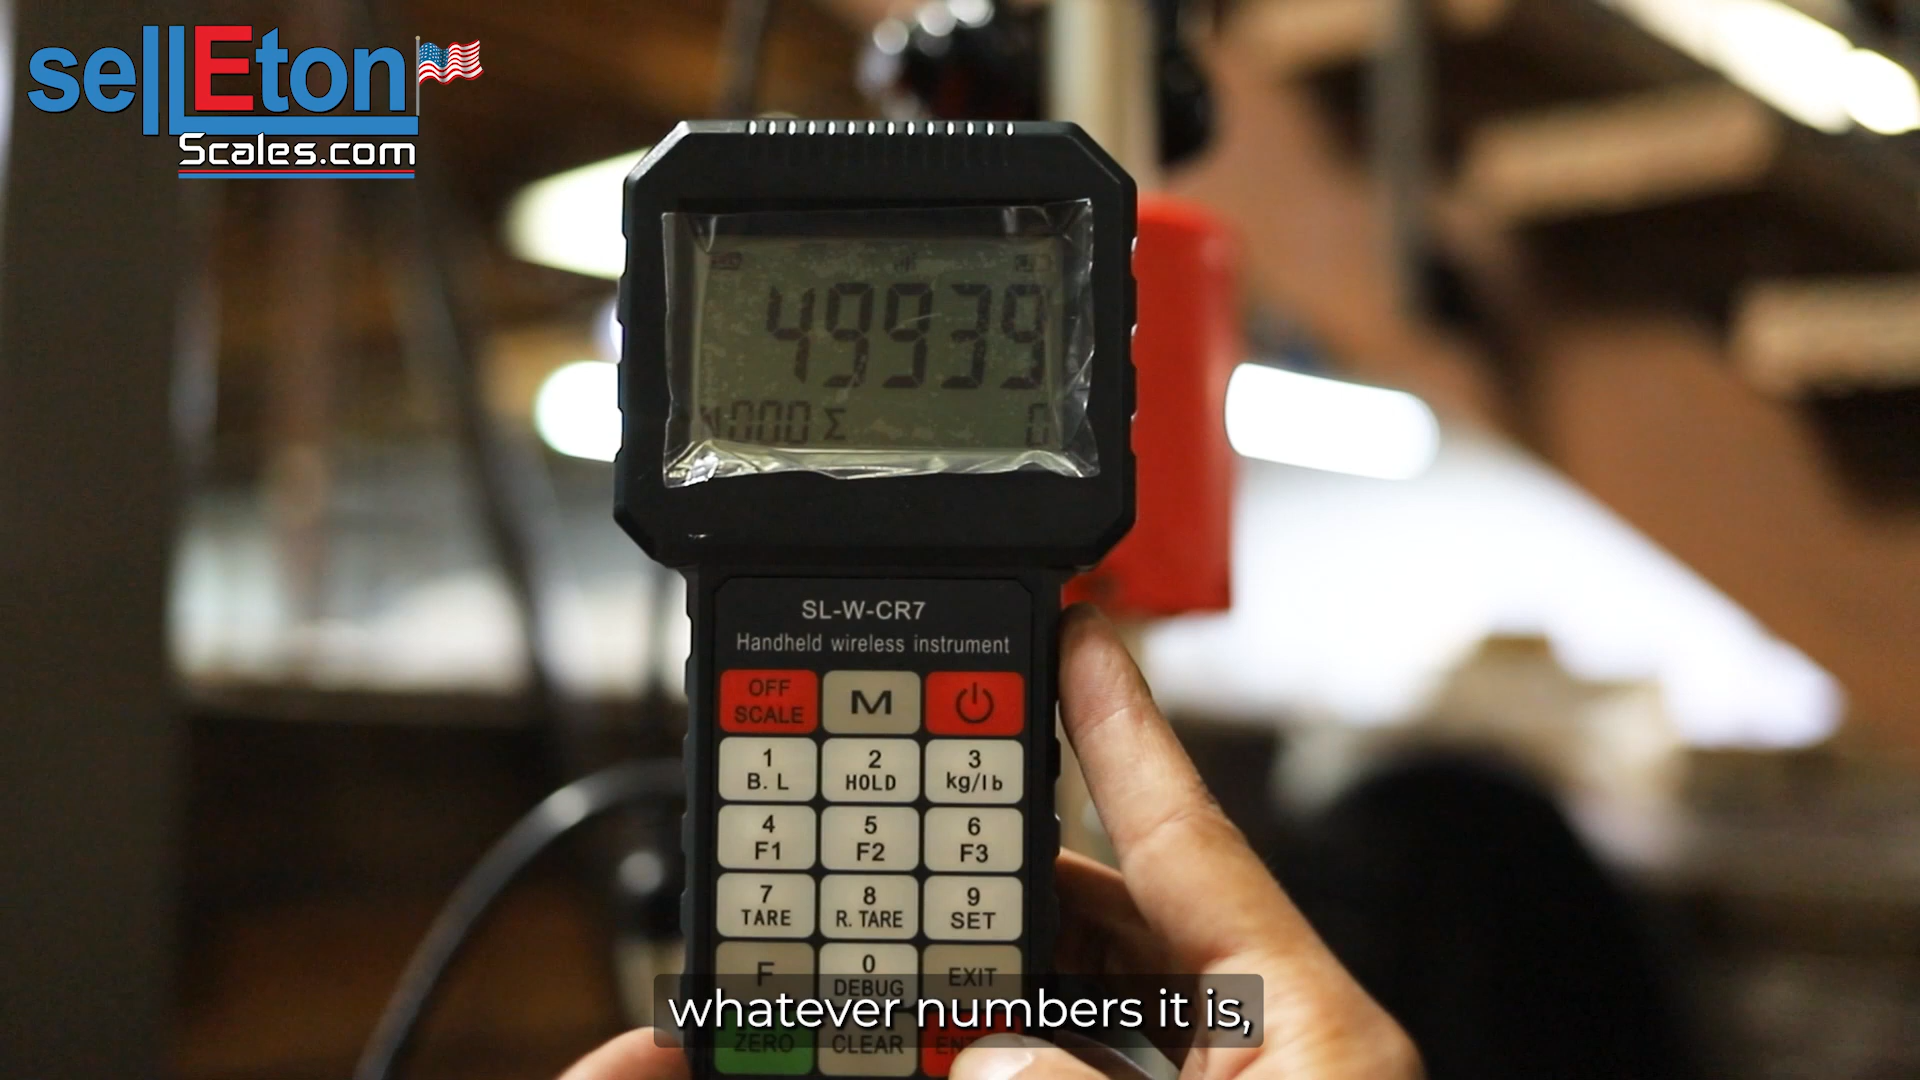 sellEton
Scales.com
49939
000 Σ 0
SL-W-CR7
Handheld wireless instrument
OFF
SCALE
M
1
B. L
2
HOLD
3
kg/lb
4
F1
5
F2
6
F3
7
TARE
8
R. TARE
9
SET
F
0
DEBUG
EXIT
whatever numbers it is,
ZERO
CLEAR